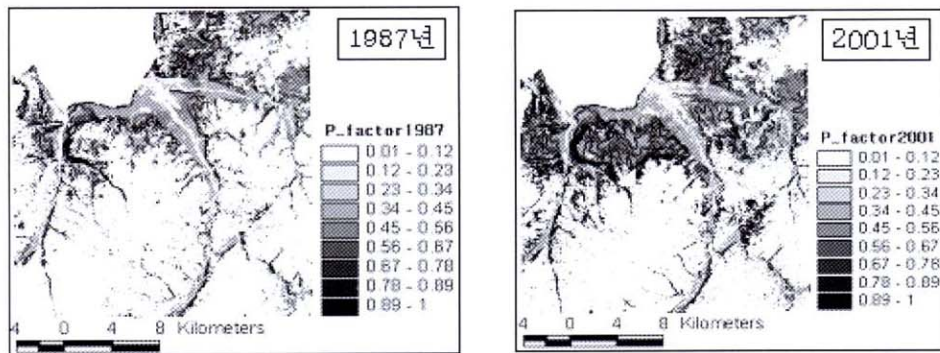 1987년
P_factor1987
0.01 - 0.12
0.12 - 0.23
0.23 - 0.34
0.34 - 0.45
0.45 - 0.56
0.56 - 0.67
0.67 - 0.78
0.78 - 0.89
0.89 - 1
4 0 4 8 Kilometers
2001년
P_factor2001
0.01 - 0.12
0.12 - 0.23
0.23 - 0.34
0.34 - 0.45
0.45 - 0.56
0.56 - 0.67
0.67 - 0.78
0.78 - 0.89
0.89 - 1
4 0 4 8 Kilometers